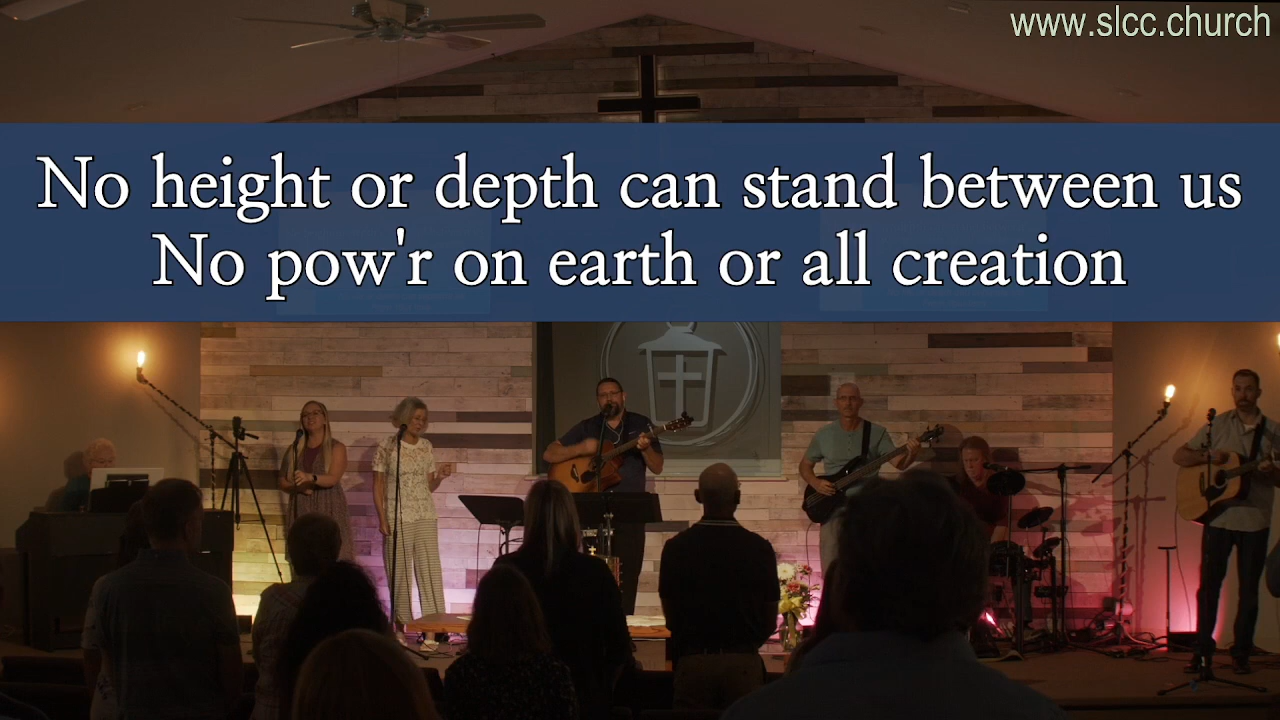 www.slcc.church
No height or depth can stand between us
No pow'r on earth or all creation